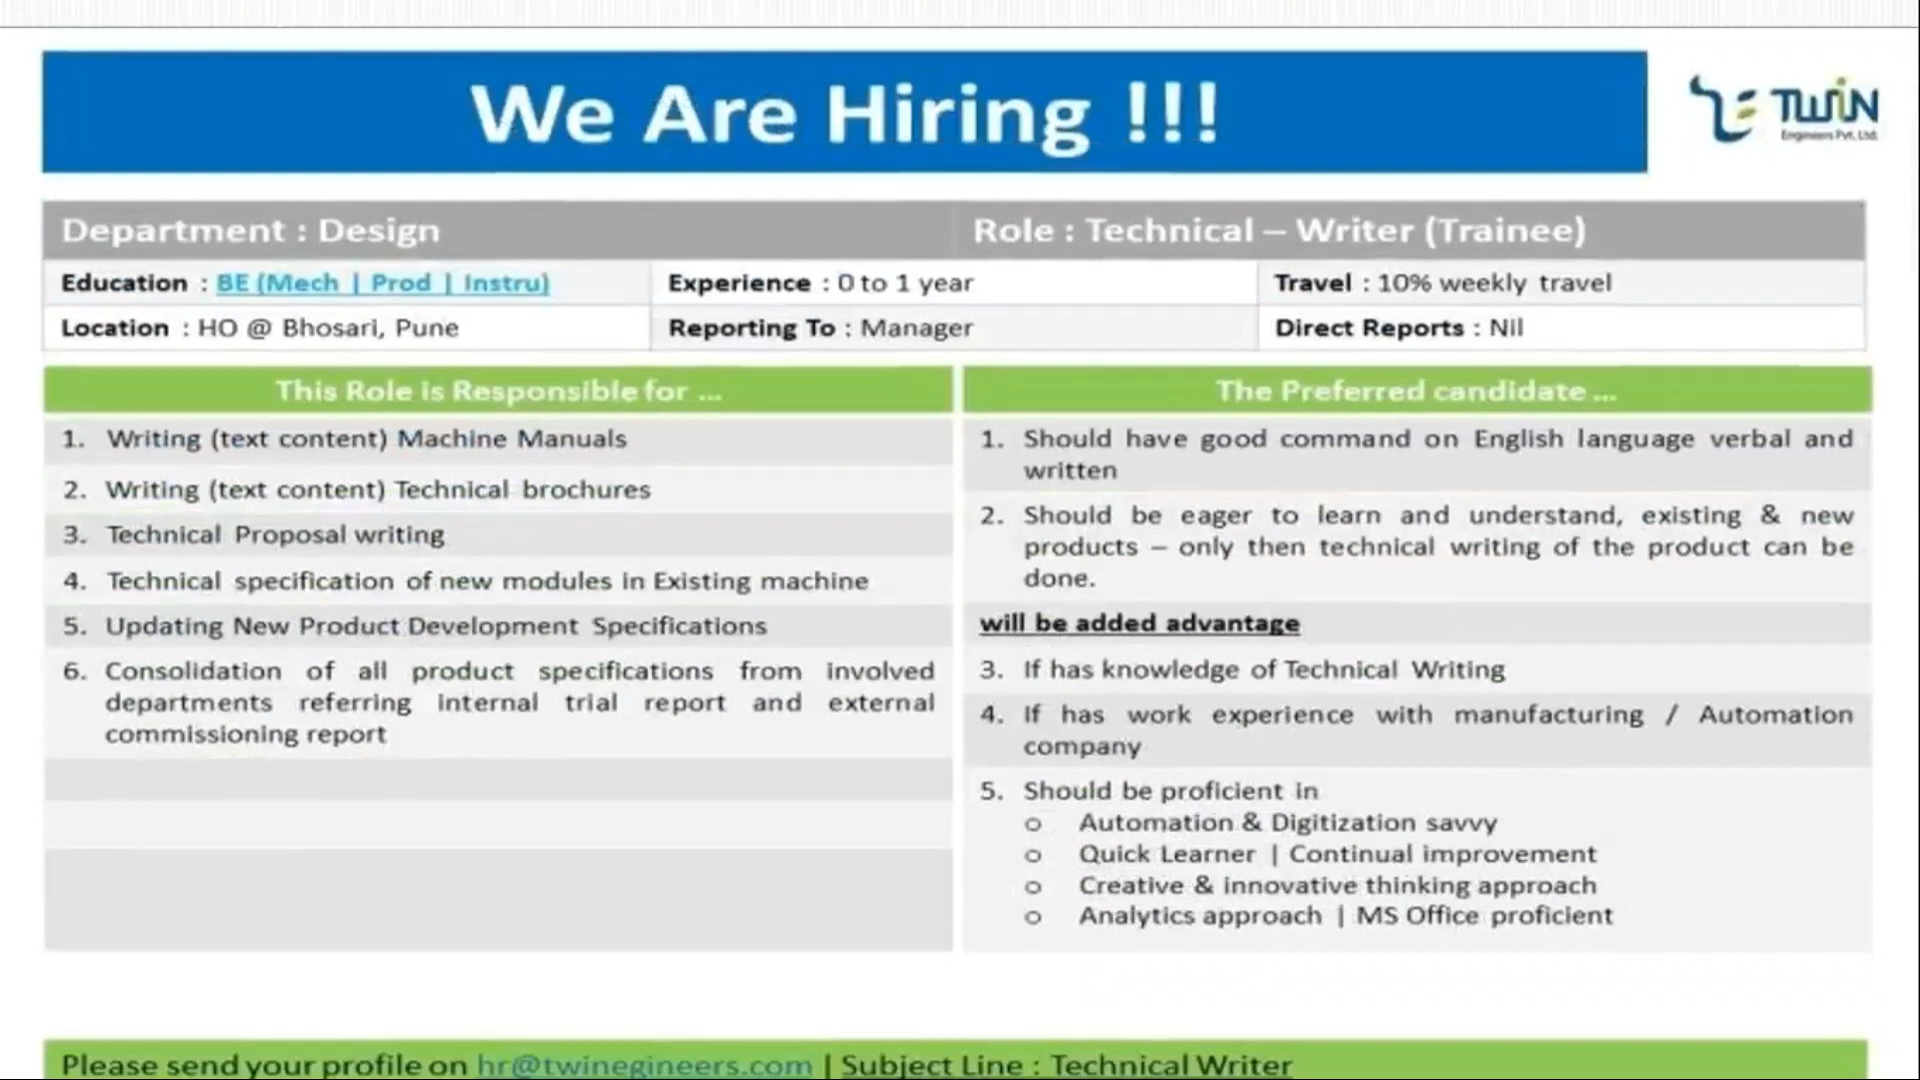 We Are Hiring !!!
TWiN
Engineers Pvt. Ltd.
Department : Design
Role : Technical – Writer (Trainee)
Education : BE (Mech | Prod | Instru)
Experience : 0 to 1 year
Travel : 10% weekly travel
Location : HO @ Bhosari, Pune
Reporting To : Manager
Direct Reports : Nil
This Role is Responsible for ...
1. Writing (text content) Machine Manuals
2. Writing (text content) Technical brochures
3. Technical Proposal writing
4. Technical specification of new modules in Existing machine
5. Updating New Product Development Specifications
6. Consolidation of all product specifications from involved
departments referring internal trial report and external
commissioning report
The Preferred candidate ...
1. Should have good command on English language verbal and
written
2. Should be eager to learn and understand, existing & new
products – only then technical writing of the product can be
done.
will be added advantage
3. If has knowledge of Technical Writing
4. If has work experience with manufacturing / Automation
company
5. Should be proficient in
o Automation & Digitization savvy
o Quick Learner | Continual improvement
o Creative & innovative thinking approach
o Analytics approach | MS Office proficient
Please send your profile on hr@twinegineers.com | Subject Line : Technical Writer